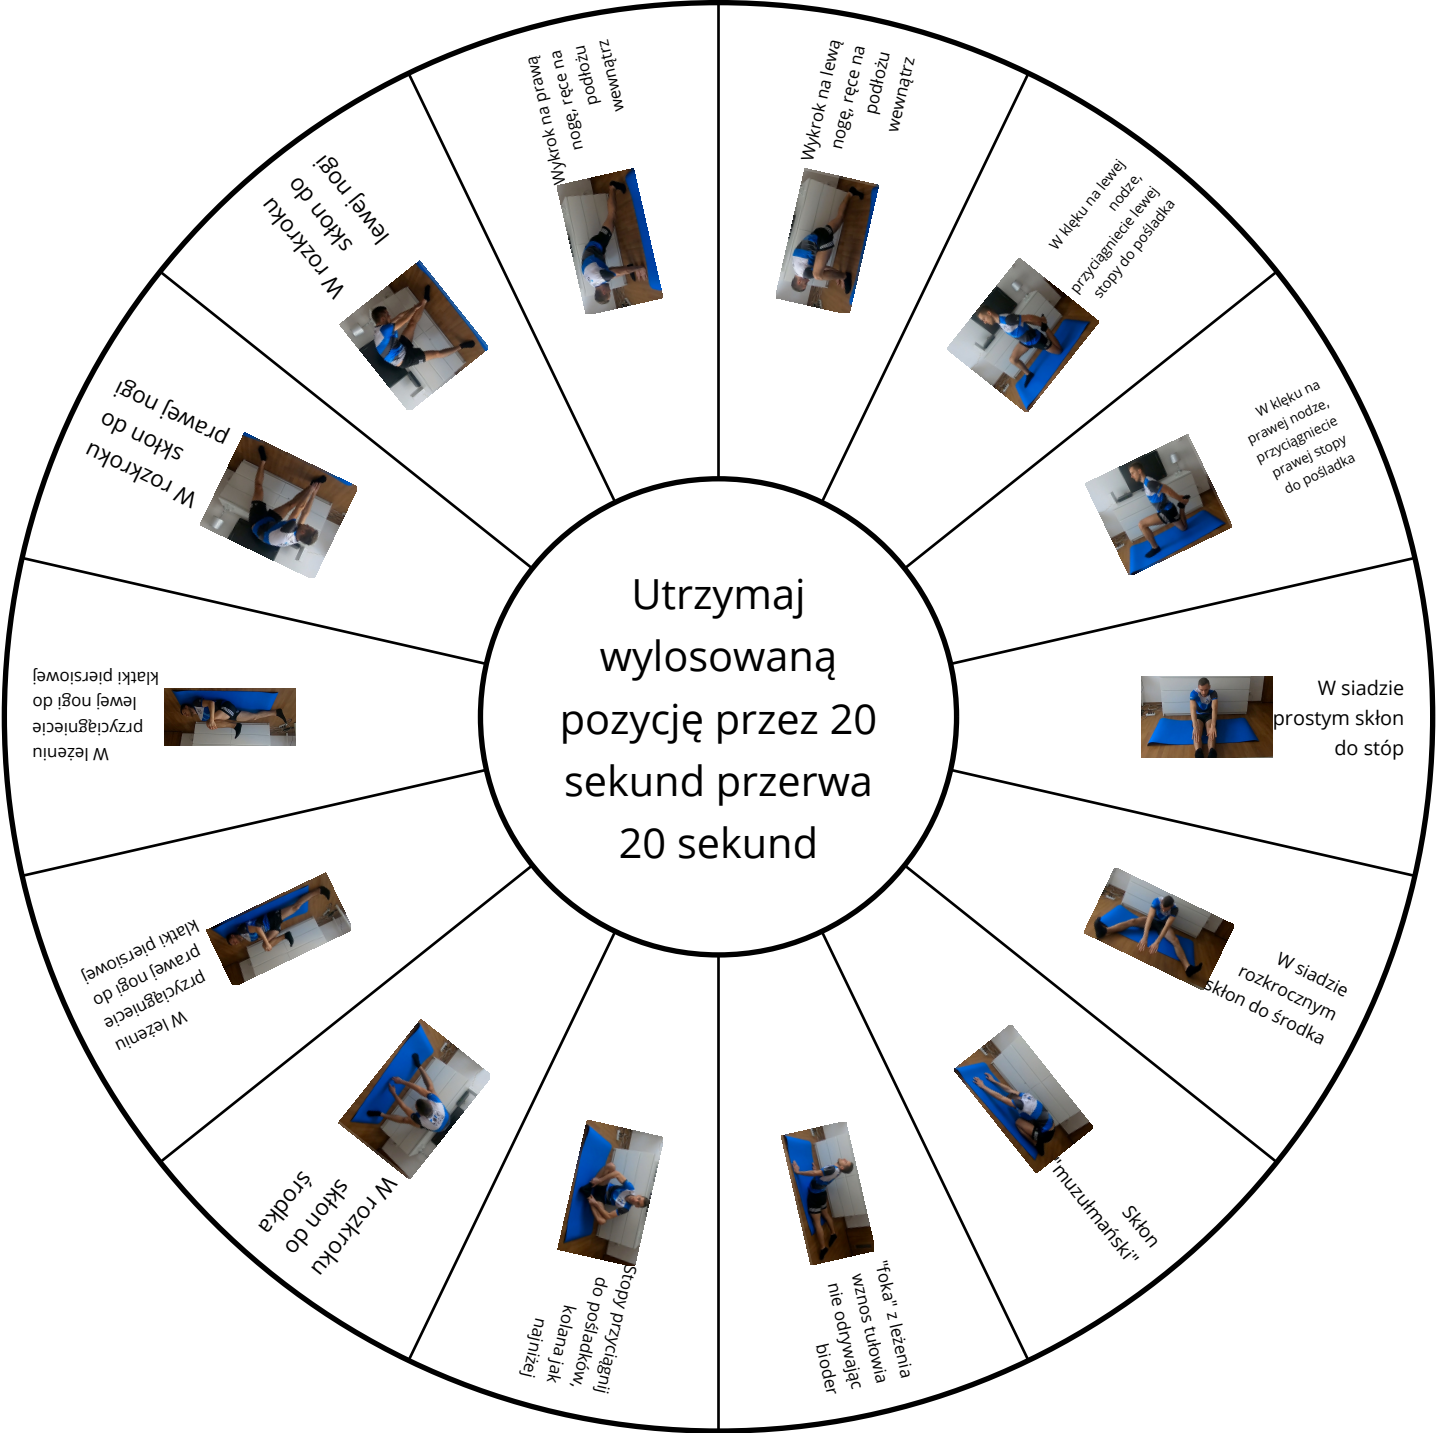 Utrzymaj
wylosowaną
pozycję przez 20
sekund przerwa
20 sekund
Wykrok na lewą
nogę, ręce na
podłożu
wewnątrz
W klęku na lewej
nodze,
przyciągniecie lewej
stopy do pośladka
W klęku na
prawej nodze,
przyciągniecie
prawej stopy
do pośladka
W siadzie
prostym skłon
do stóp
W siadzie
rozkrocznym
skłon do środka
Skłon
"muzułmański"
"foka" z leżenia
wznos tułowia
nie odrywając
bioder
Stopy przyciągnij
do pośladków,
kolana jak
najniżej
W rozkroku
skłon do
środka
W leżeniu
przyciągniecie
prawej nogi do
klatki piersiowej
W leżeniu
przyciągniecie
lewej nogi do
klatki piersiowej
W rozkroku
skłon do
prawej nogi
W rozkroku
skłon do
lewej nogi
Wykrok na prawą
nogę, ręce na
podłożu
wewnątrz